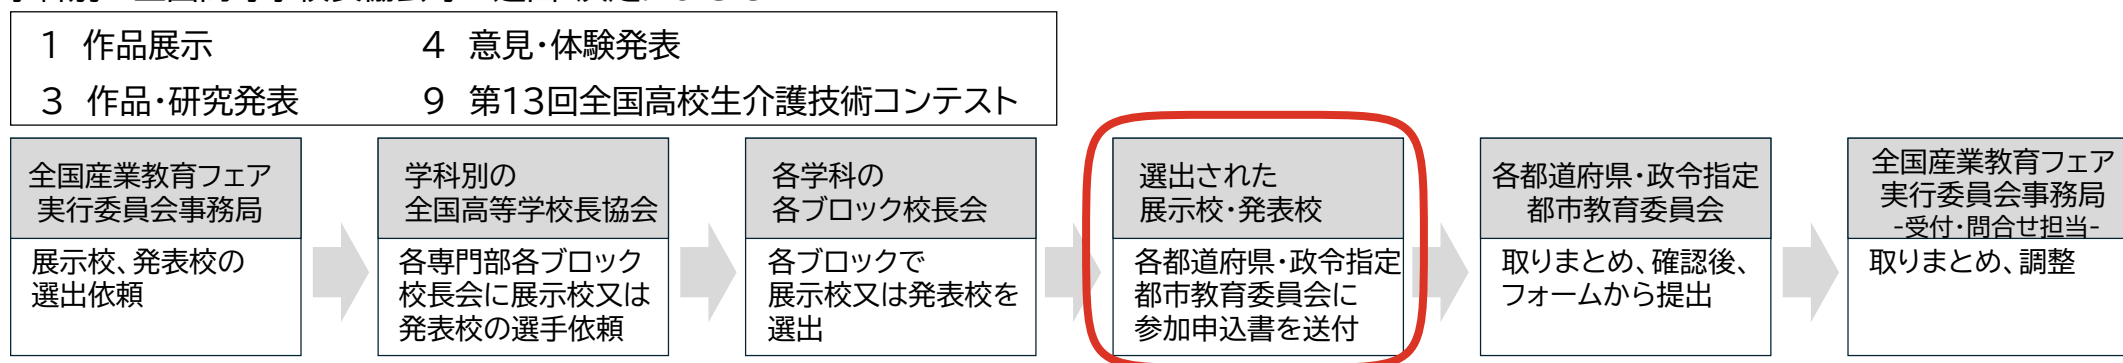 1 作品展示
4 意見・体験発表
3 作品・研究発表
9 第13回全国高校生介護技術コンテスト
全国産業教育フェア
実行委員会事務局
展示校、発表校の
選出依頼
学科別の
全国高等学校長協会
各専門部各ブロック
校長会に展示校又は
発表校の選手依頼
各学科の
各ブロック校長会
各ブロックで
展示校又は発表校を
選出
選出された
展示校・発表校
各都道府県・政令指定
都市教育委員会に
参加申込書を送付
各都道府県・政令指定
都市教育委員会
取りまとめ、確認後、
フォームから提出
全国産業教育フェア
実行委員会事務局
-受付・問合せ担当-
取りまとめ、調整